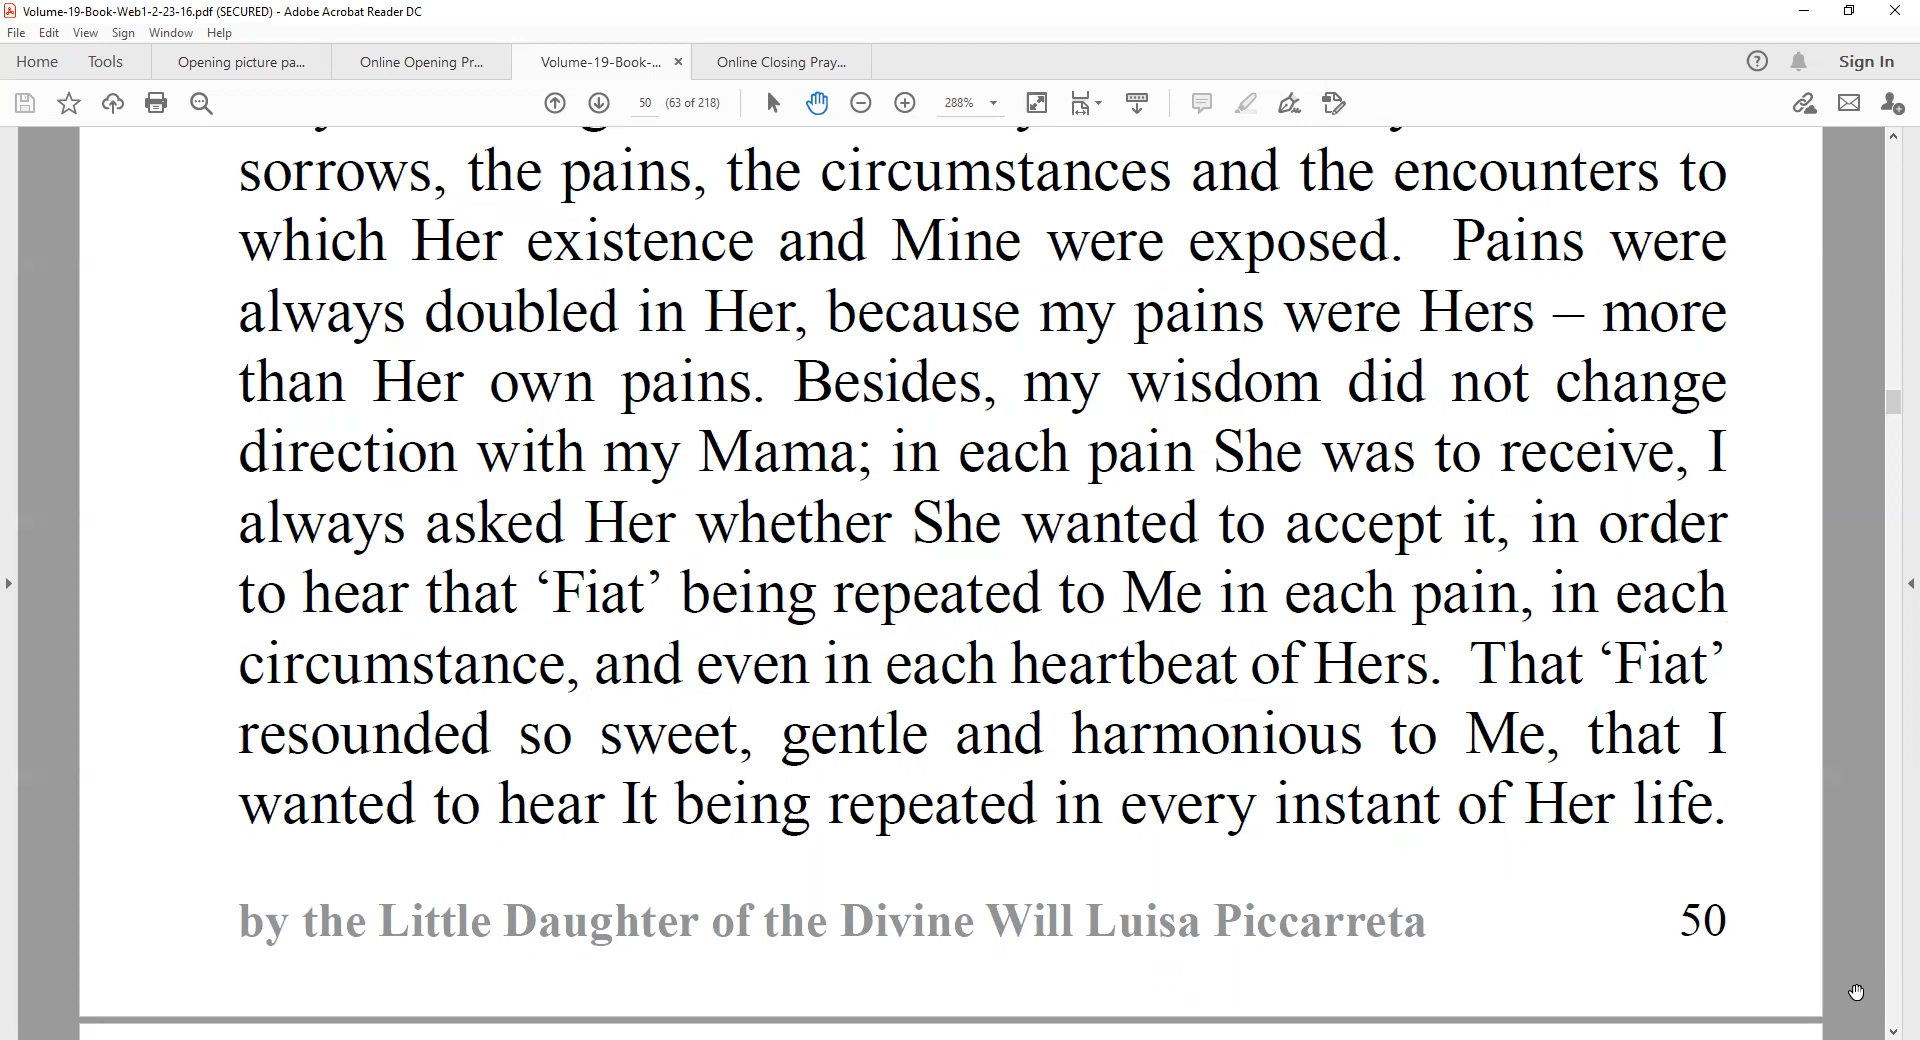 Volume-19-Book-Web1-2-23-16.pdf (SECURED) - Adobe Acrobat Reader DC
File Edit View Sign Window Help
Home Tools Opening picture pa... Online Opening Pr... Volume-19-Book-... × Online Closing Pray... Sign In
50 (63 of 218) 288%
sorrows, the pains, the circumstances and the encounters to
which Her existence and Mine were exposed. Pains were
always doubled in Her, because my pains were Hers – more
than Her own pains. Besides, my wisdom did not change
direction with my Mama; in each pain She was to receive, I
always asked Her whether She wanted to accept it, in order
to hear that ‘Fiat’ being repeated to Me in each pain, in each
circumstance, and even in each heartbeat of Hers. That ‘Fiat’
resounded so sweet, gentle and harmonious to Me, that I
wanted to hear It being repeated in every instant of Her life.
by the Little Daughter of the Divine Will Luisa Piccarreta 50